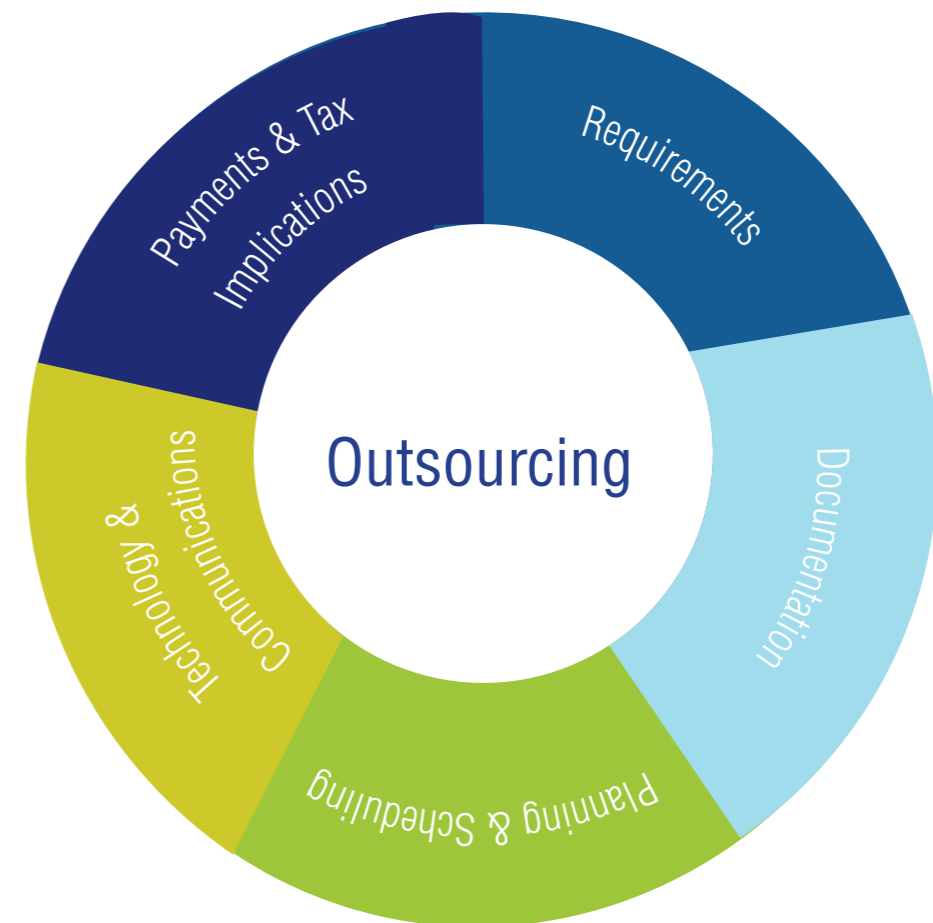 Requirements
Documentation
Planning & Scheduling
Technology &
Communications
Payments & Tax
Implications
Outsourcing